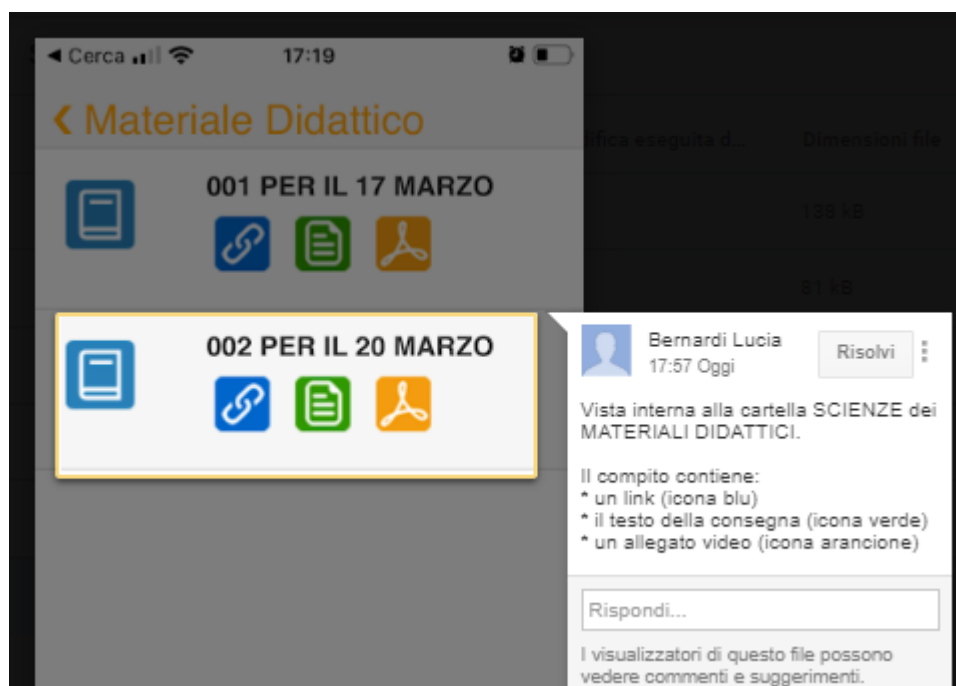 Cerca
17:19
Materiale Didattico
ifica eseguita d...
Dimensioni file
001 PER IL 17 MARZO
138 kB
81 kB
002 PER IL 20 MARZO
Bernardi Lucia
17:57 Oggi
Risolvi
Vista interna alla cartella SCIENZE dei
MATERIALI DIDATTICI.
Il compito contiene:
* un link (icona blu)
* il testo della consegna (icona verde)
* un allegato video (icona arancione)
Rispondi...
I visualizzatori di questo file possono
vedere commenti e suggerimenti.